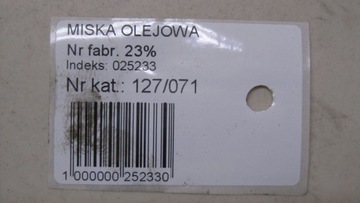 MISKA OLEJOWA
Nr fabr. 23%
Indeks: 025233
Nr kat.: 127/071
1 000000 252330